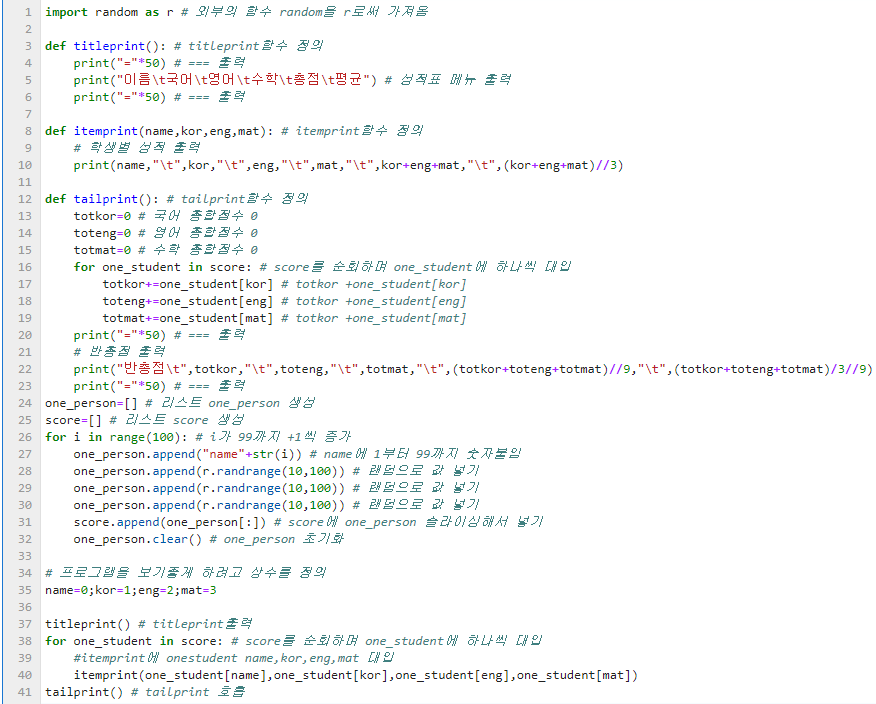 1 import random as r # 외부의 함수 random을 r로써 가져옴
2
3 def titleprint(): # titleprint함수 정의
4 print("="*50) # === 출력
5 print("이름\t국어\t영어\t수학\t총점\t평균") # 성적표 메뉴 출력
6 print("="*50) # === 출력
7
8 def itemprint(name,kor,eng,mat): # itemprint함수 정의
9 # 학생별 성적 출력
10 print(name,"\t",kor,"\t",eng,"\t",mat,"\t",kor+eng+mat,"\t",(kor+eng+mat)//3)
11
12 def tailprint(): # tailprint함수 정의
13 totkor=0 # 국어 총합점수 0
14 toteng=0 # 영어 총합점수 0
15 totmat=0 # 수학 총합점수 0
16 for one_student in score: # score를 순회하며 one_student에 하나씩 대입
17 totkor+=one_student[kor] # totkor +one_student[kor]
18 toteng+=one_student[eng] # totkor +one_student[eng]
19 totmat+=one_student[mat] # totkor +one_student[mat]
20 print("="*50) # === 출력
21 # 반총점 출력
22 print("반총점\t",totkor,"\t",toteng,"\t",totmat,"\t",(totkor+toteng+totmat)//9,"\t",(totkor+toteng+totmat)/3//9)
23 print("="*50) # === 출력
24 one_person=[] # 리스트 one_person 생성
25 score=[] # 리스트 score 생성
26 for i in range(100): # i가 99까지 +1씩 증가
27 one_person.append("name"+str(i)) # name에 1부터 99까지 숫자붙임
28 one_person.append(r.randrange(10,100)) # 랜덤으로 값 넣기
29 one_person.append(r.randrange(10,100)) # 랜덤으로 값 넣기
30 one_person.append(r.randrange(10,100)) # 랜덤으로 값 넣기
31 score.append(one_person[:]) # score에 one_person 슬라이싱해서 넣기
32 one_person.clear() # one_person 초기화
33
34 # 프로그램을 보기좋게 하려고 상수를 정의
35 name=0;kor=1;eng=2;mat=3
36
37 titleprint() # titleprint출력
38 for one_student in score: # score를 순회하며 one_student에 하나씩 대입
39 #itemprint에 onestudent name,kor,eng,mat 대입
40 itemprint(one_student[name],one_student[kor],one_student[eng],one_student[mat])
41 tailprint() # tailprint 호출